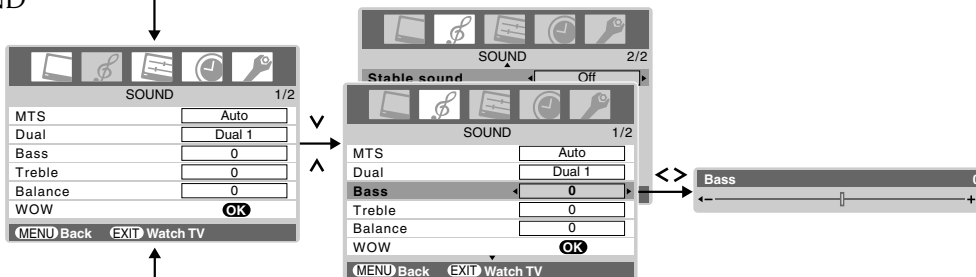 ND
SOUND 1/2
MTS Auto
Dual Dual 1
Bass 0
Treble 0
Balance 0
WOW OK
MENU Back EXIT Watch TV
SOUND 2/2
Stable sound Off
SOUND 1/2
MTS Auto
Dual Dual 1
Bass 0
Treble 0
Balance 0
WOW OK
MENU Back EXIT Watch TV
Bass 0